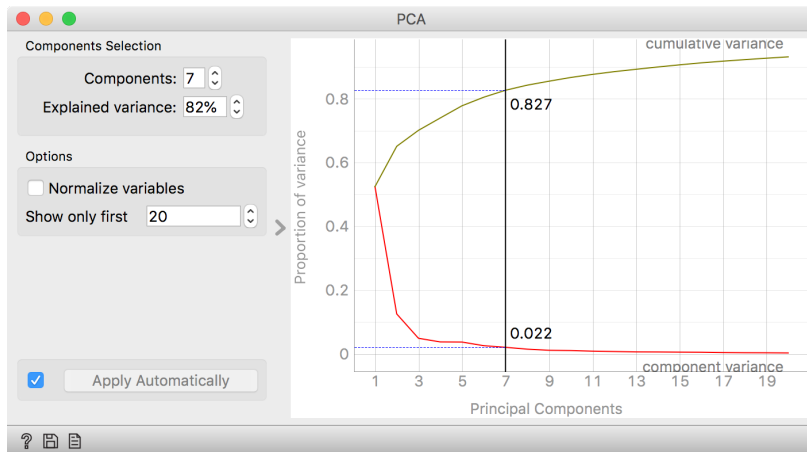 PCA
Components Selection
Components: 7
Explained variance: 82%
Options
Normalize variables
Show only first 20
Apply Automatically
cumulative variance
0.827
0.022
component variance
Proportion of variance
0.8
0.6
0.4
0.2
0
1 3 5 7 9 11 13 15 17 19
Principal Components
?